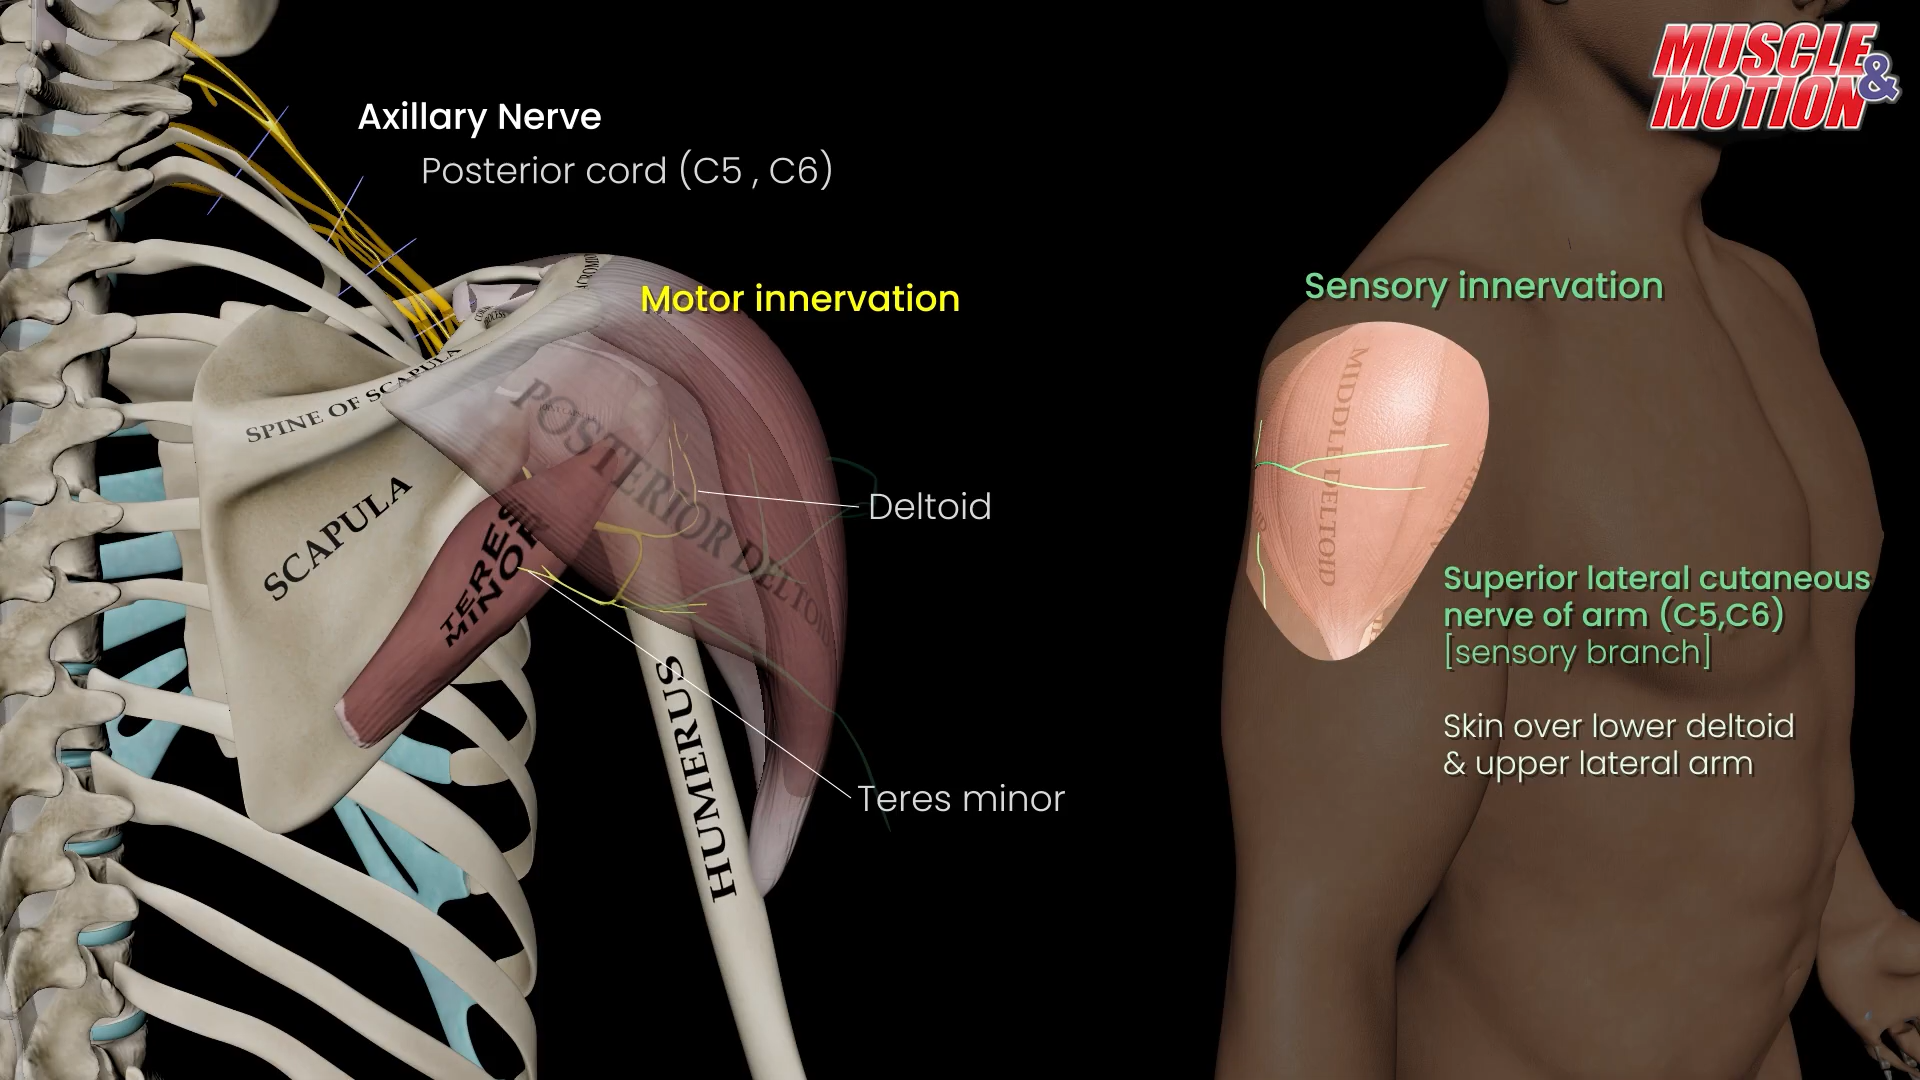 MUSCLE &
MOTION
Axillary Nerve
Posterior cord (C5 , C6)
Motor innervation
Sensory innervation
SPINE OF SCAPULA
SCAPULA
POSTERIOR DELTOID
TERES
MINOR
HUMERUS
Deltoid
Teres minor
MIDDLE DELTOID
Superior lateral cutaneous
nerve of arm (C5,C6)
[sensory branch]
Skin over lower deltoid
& upper lateral arm